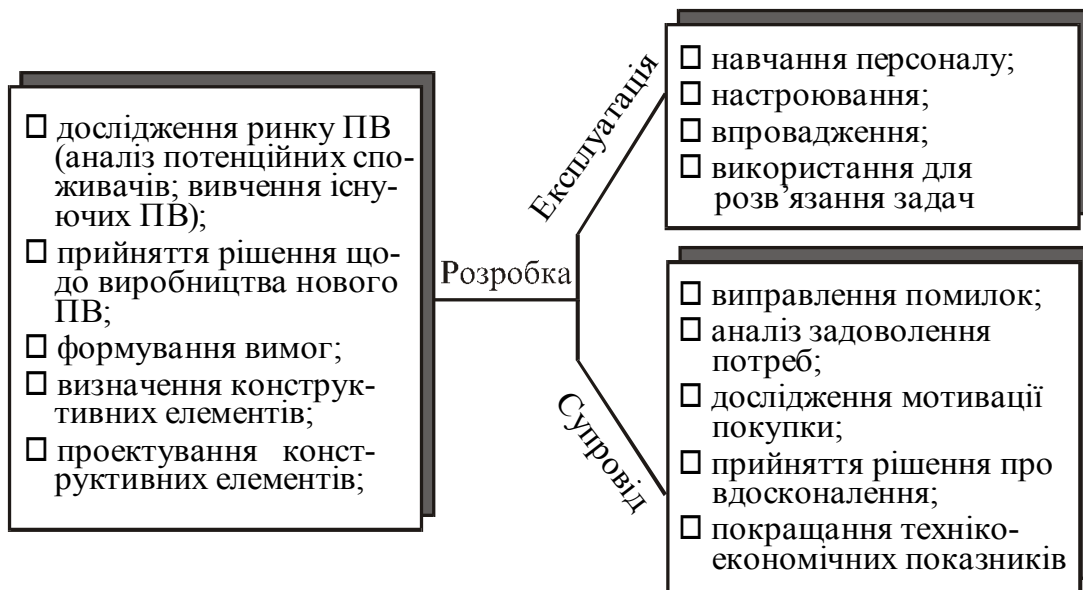 ☐ дослідження ринку ПВ
(аналіз потенційних спо-
живачів; вивчення існу-
ючих ПВ);
☐ прийняття рішення що-
до виробництва нового
ПВ;
☐ формування вимог;
☐ визначення конструк-
тивних елементів;
☐ проектування конст-
руктивних елементів;
Розробка
Експлуатація
☐ навчання персоналу;
☐ настроювання;
☐ впровадження;
☐ використання для
розв’язання задач
Супровід
☐ виправлення помилок;
☐ аналіз задоволення
потреб;
☐ дослідження мотивації
покупки;
☐ прийняття рішення про
вдосконалення;
☐ покращання техніко-
економічних показників